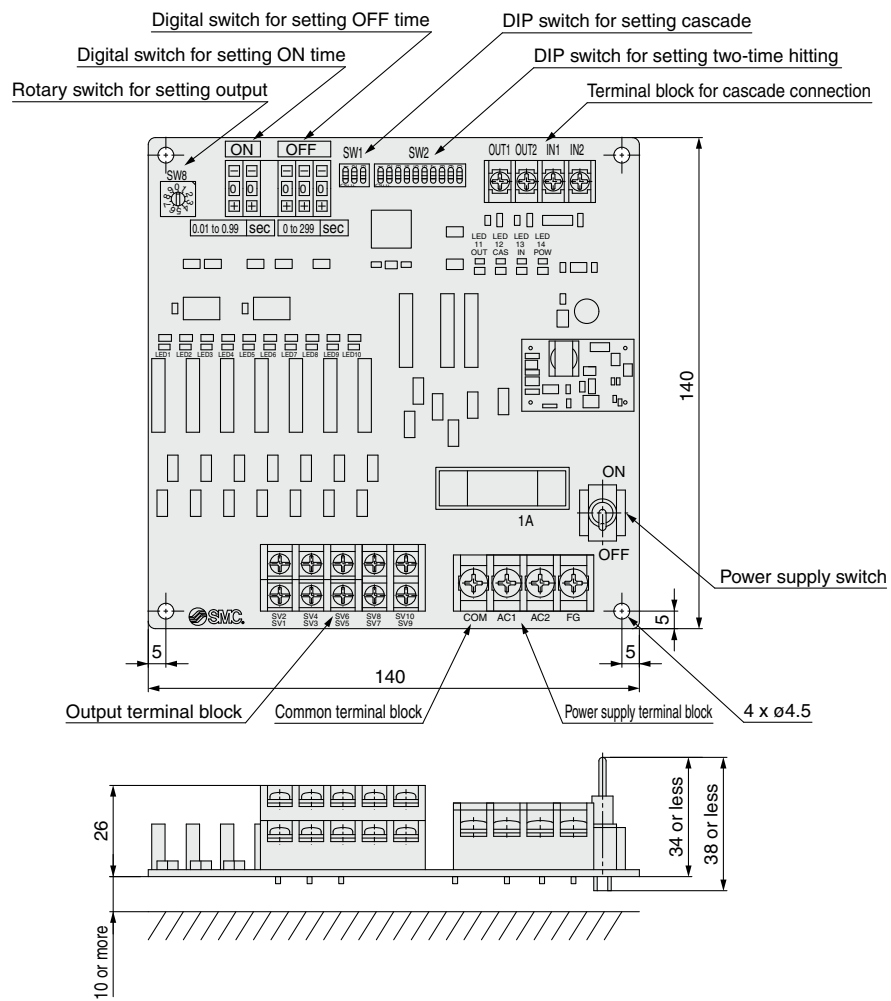 Digital switch for setting OFF time
DIP switch for setting cascade
Digital switch for setting ON time
DIP switch for setting two-time hitting
Rotary switch for setting output
Terminal block for cascade connection
ON OFF SW1 SW2 OUT1 OUT2 IN1 IN2
SW8
0.01 to 0.99 sec 0 to 299 sec
LED 11 OUT
LED 12 CAS
LED 13 IN
LED 14 POW
LED1 LED2 LED3 LED4 LED5 LED6 LED7 LED8 LED9 LED10
140
ON
1A
OFF
Power supply switch
SMC.
SV2 SV4 SV6 SV8 SV10
SV1 SV3 SV5 SV7 SV9
COM AC1 AC2 FG
5
5
5
140
Output terminal block
Common terminal block
Power supply terminal block
4 x ø4.5
26
34 or less
38 or less
10 or more